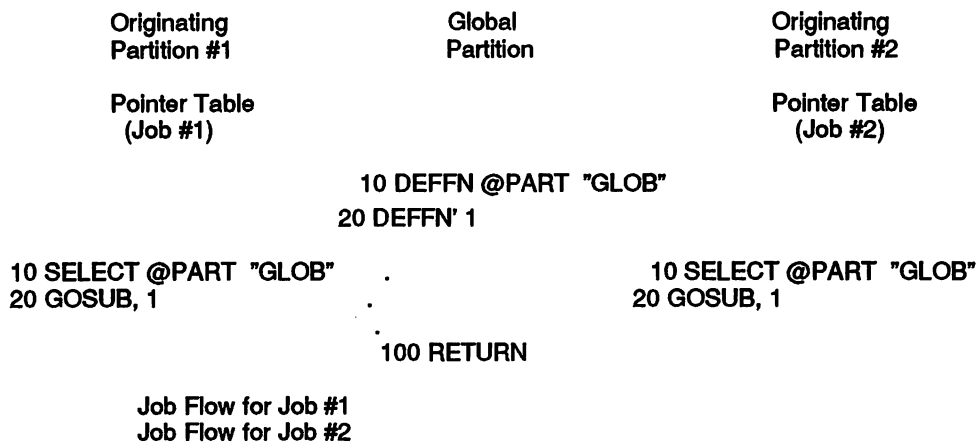 Originating Global Originating
Partition #1 Partition Partition #2
Pointer Table Pointer Table
(Job #1) (Job #2)
10 DEFFN @PART "GLOB"
20 DEFFN' 1
10 SELECT @PART "GLOB" . 10 SELECT @PART "GLOB"
20 GOSUB, 1 . 20 GOSUB, 1
.
100 RETURN
Job Flow for Job #1
Job Flow for Job #2